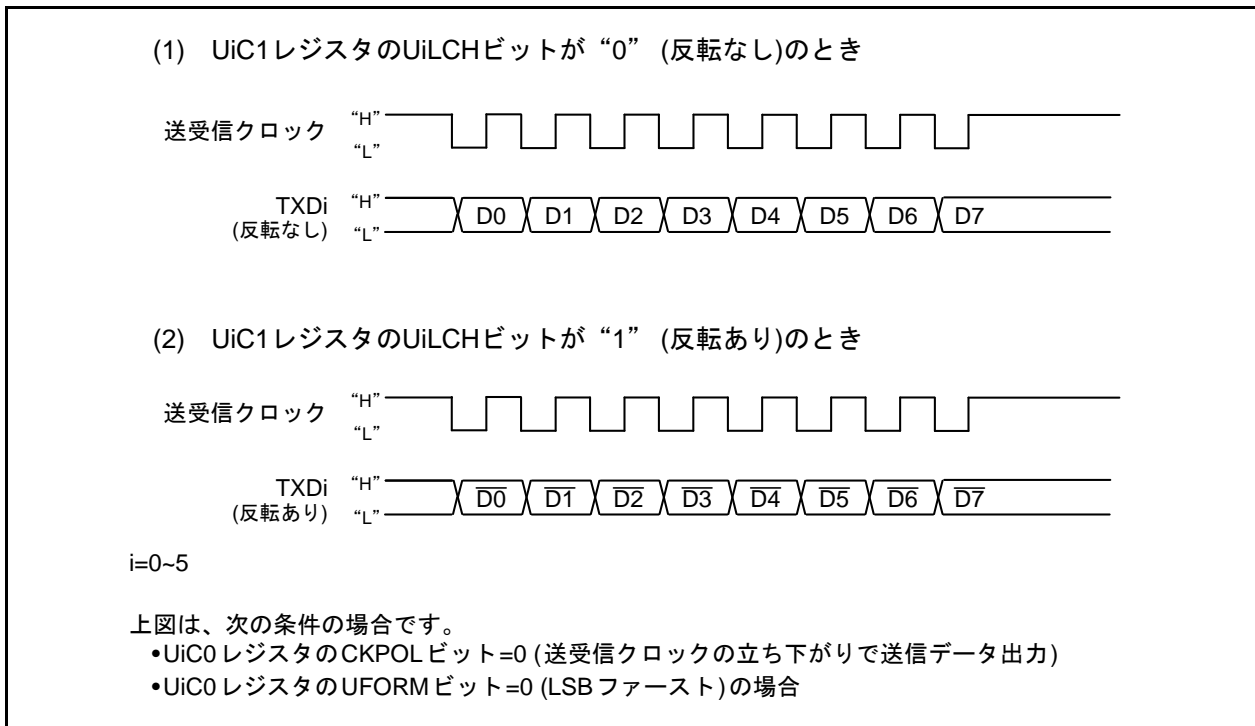 (1) UiC1レジスタのUiLCHビットが“0” (反転なし)のとき
送受信クロック “H”
“L”
TXDi “H”
(反転なし) “L”
D0 D1 D2 D3 D4 D5 D6 D7
(2) UiC1レジスタのUiLCHビットが“1” (反転あり)のとき
送受信クロック “H”
“L”
TXDi “H”
(反転あり) “L”
D̅0̅ D̅1̅ D̅2̅ D̅3̅ D̅4̅ D̅5̅ D̅6̅ D̅7̅
i=0~5
上図は、次の条件の場合です。
•UiC0レジスタのCKPOLビット=0 (送受信クロックの立ち下がりで送信データ出力)
•UiC0レジスタのUFORMビット=0 (LSBファースト)の場合